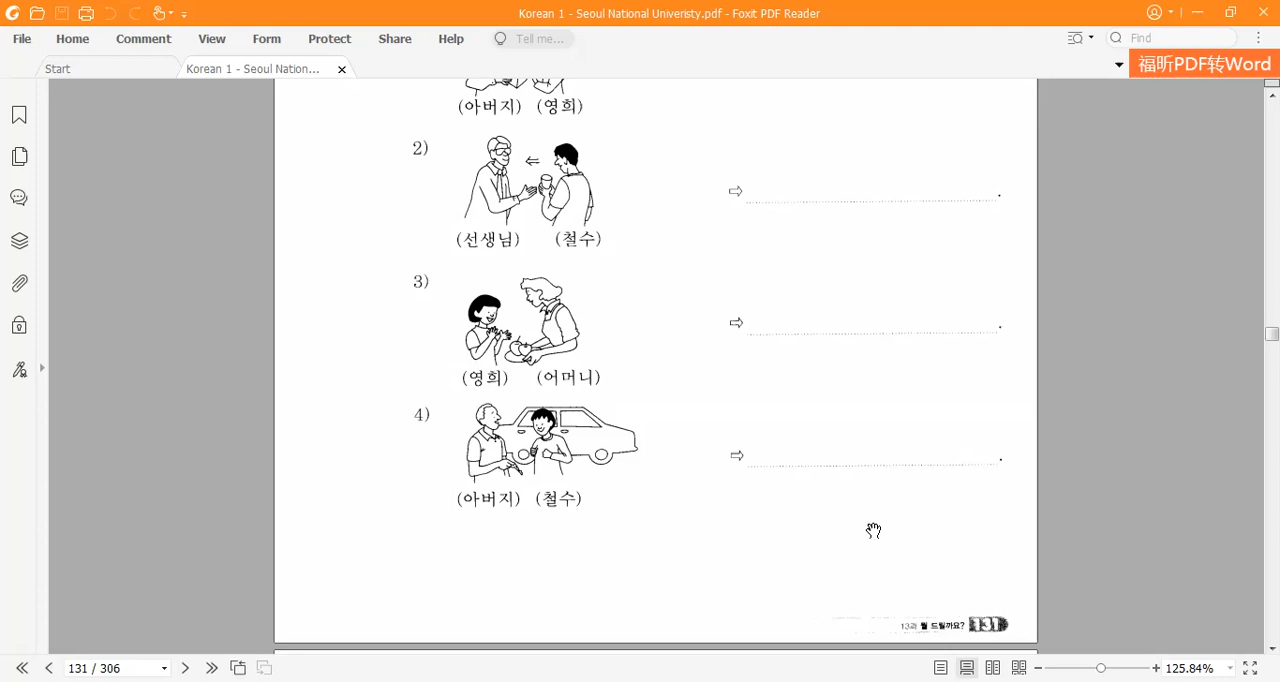 Korean 1 - Seoul National Univeristy.pdf - Foxit PDF Reader
File Home Comment View Form Protect Share Help Tell me... Find
Start Korean 1 - Seoul Nation... 福昕PDF转Word
(아버지) (영희)
2)
(선생님) (철수)
3)
(영희) (어머니)
4)
(아버지) (철수)
13과 뭘 드릴까요? 131
131 / 306 125.84%